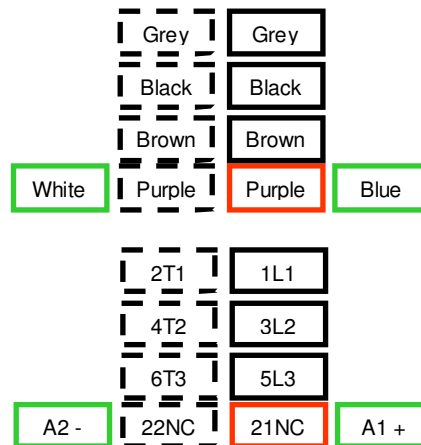 Grey Grey
Black Black
Brown Brown
White Purple Purple Blue
2T1 1L1
4T2 3L2
6T3 5L3
A2 - 22NC 21NC A1 +